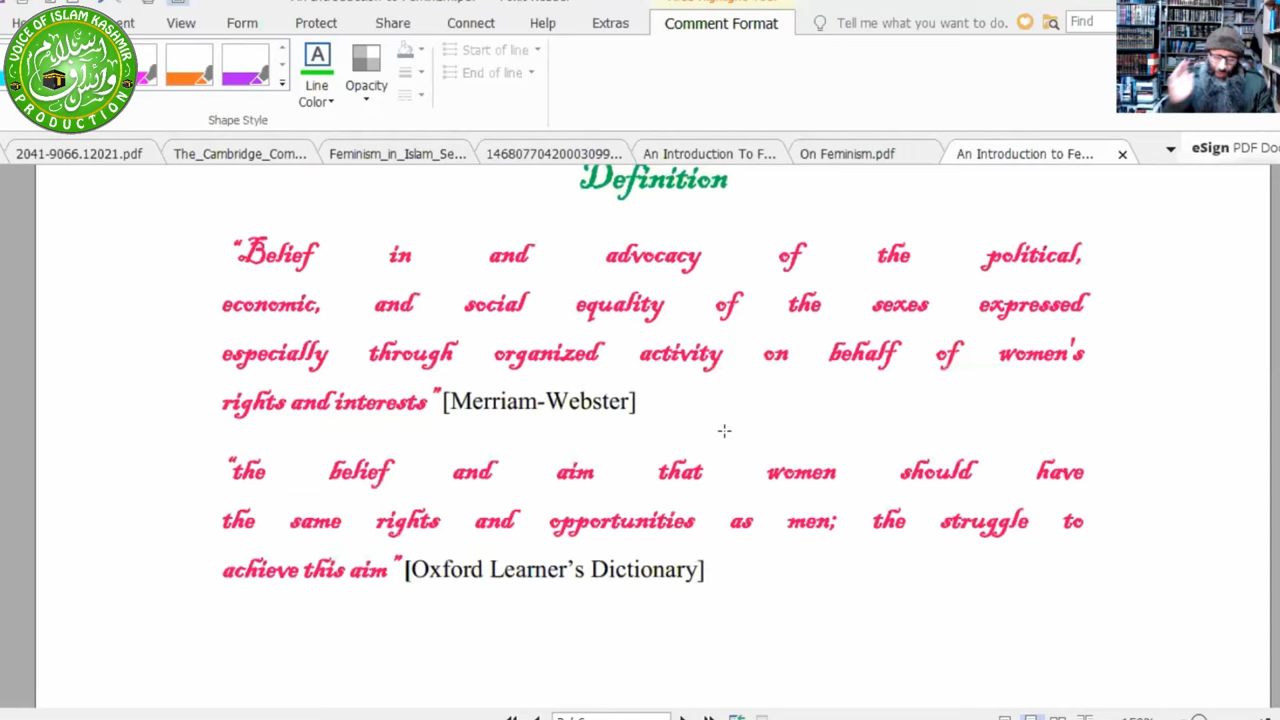 VOICE OF ISLAM KASHMIR
PRODUCTION
View Form Protect Share Connect Help Extras Comment Format Tell me what you want to do. Find
Line
Color
Opacity
Start of line
End of line
Shape Style
2041-9066.12021.pdf The_Cambridge_Com... Feminism_in_Islam_Se... 14680770420003099... An Introduction To F... On Feminism.pdf An Introduction to Fe... eSign PDF Do
Definition
“Belief in and advocacy of the political,
economic, and social equality of the sexes expressed
especially through organized activity on behalf of women's
rights and interests” [Merriam-Webster]
“the belief and aim that women should have
the same rights and opportunities as men; the struggle to
achieve this aim” [Oxford Learner’s Dictionary]